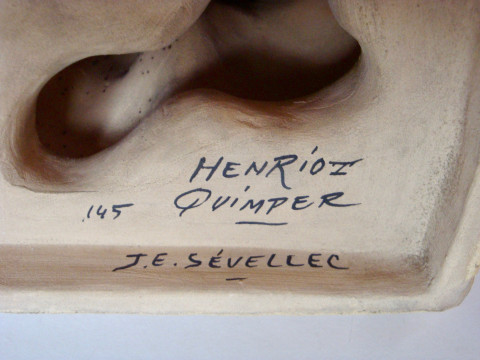 HENRIOT
.145 QUIMPER
J.E. SÉVELLEC